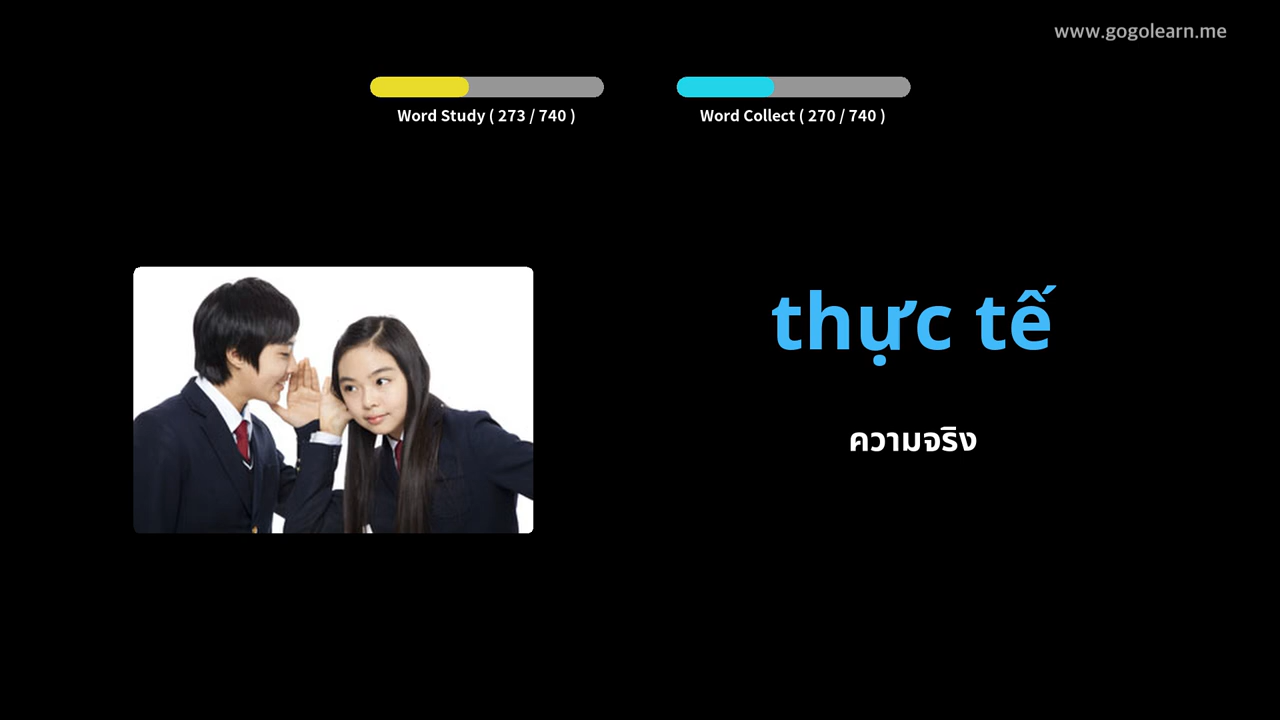 www.gogolearn.me
Word Study ( 273 / 740 )
Word Collect ( 270 / 740 )
thực tế
ความจริง